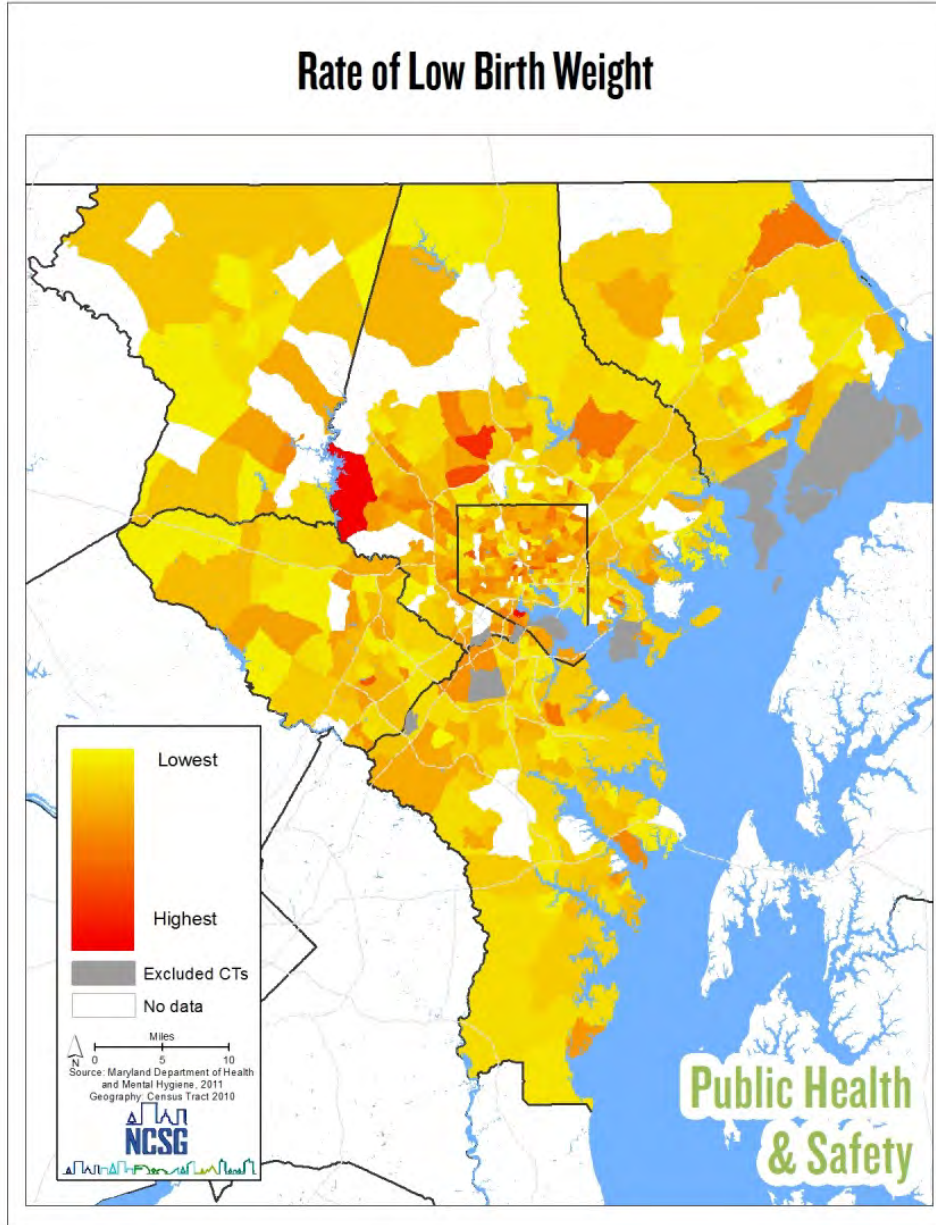 Rate of Low Birth Weight
Lowest
Highest
Excluded CTs
No data
Miles
N
0 5 10
Source: Maryland Department of Health
and Mental Hygiene, 2011
Geography: Census Tract 2010
NCSG
Public Health
& Safety